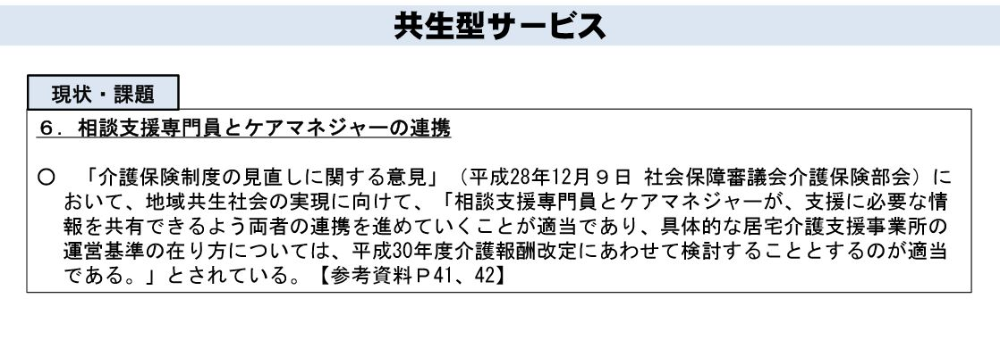 共生型サービス
現状・課題
６．相談支援専門員とケアマネジャーの連携
○　「介護保険制度の見直しに関する意見」（平成28年12月９日 社会保障審議会介護保険部会）に
おいて、地域共生社会の実現に向けて、「相談支援専門員とケアマネジャーが、支援に必要な情
報を共有できるよう両者の連携を進めていくことが適当であり、具体的な居宅介護支援事業所の
運営基準の在り方については、平成30年度介護報酬改定にあわせて検討することとするのが適当
である。」とされている。【参考資料Ｐ41、42】